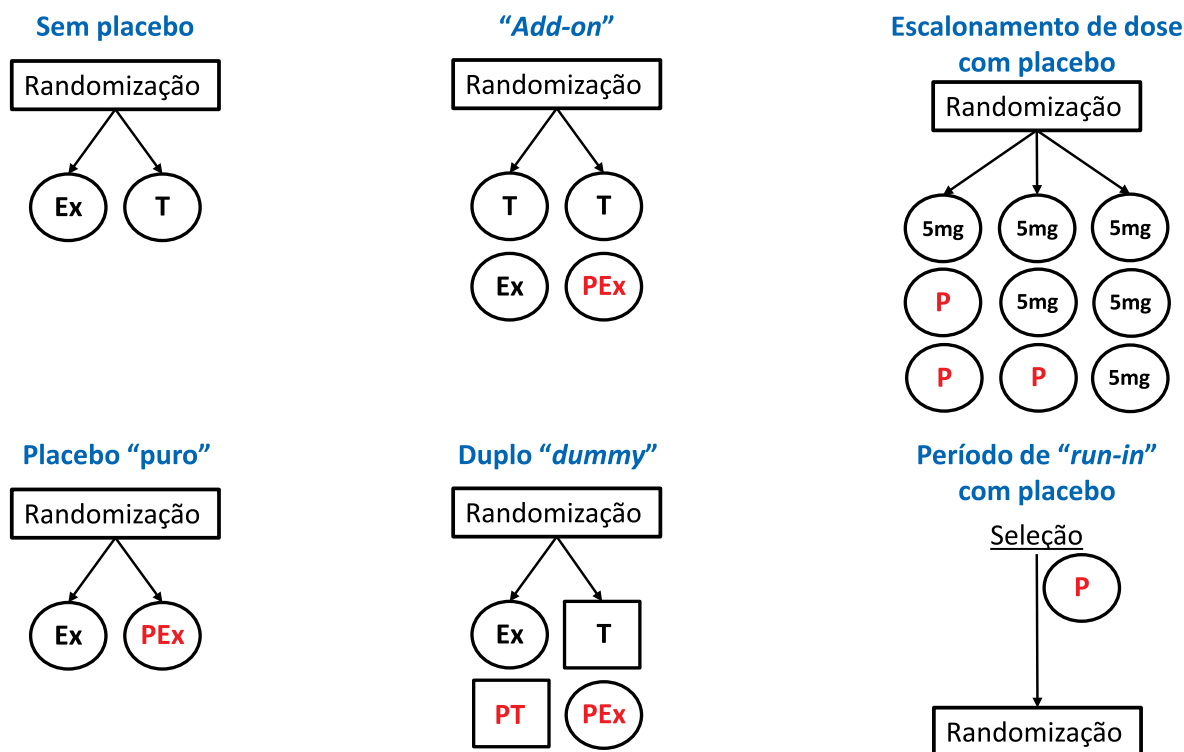 Sem placebo
Randomização
Ex T
“Add-on”
Randomização
T T
Ex PEx
Escalonamento de dose
com placebo
Randomização
5mg 5mg 5mg
P 5mg 5mg
P P 5mg
Placebo “puro”
Randomização
Ex PEx
Duplo “dummy”
Randomização
Ex T
PT PEx
Período de “run-in”
com placebo
Seleção
P
Randomização